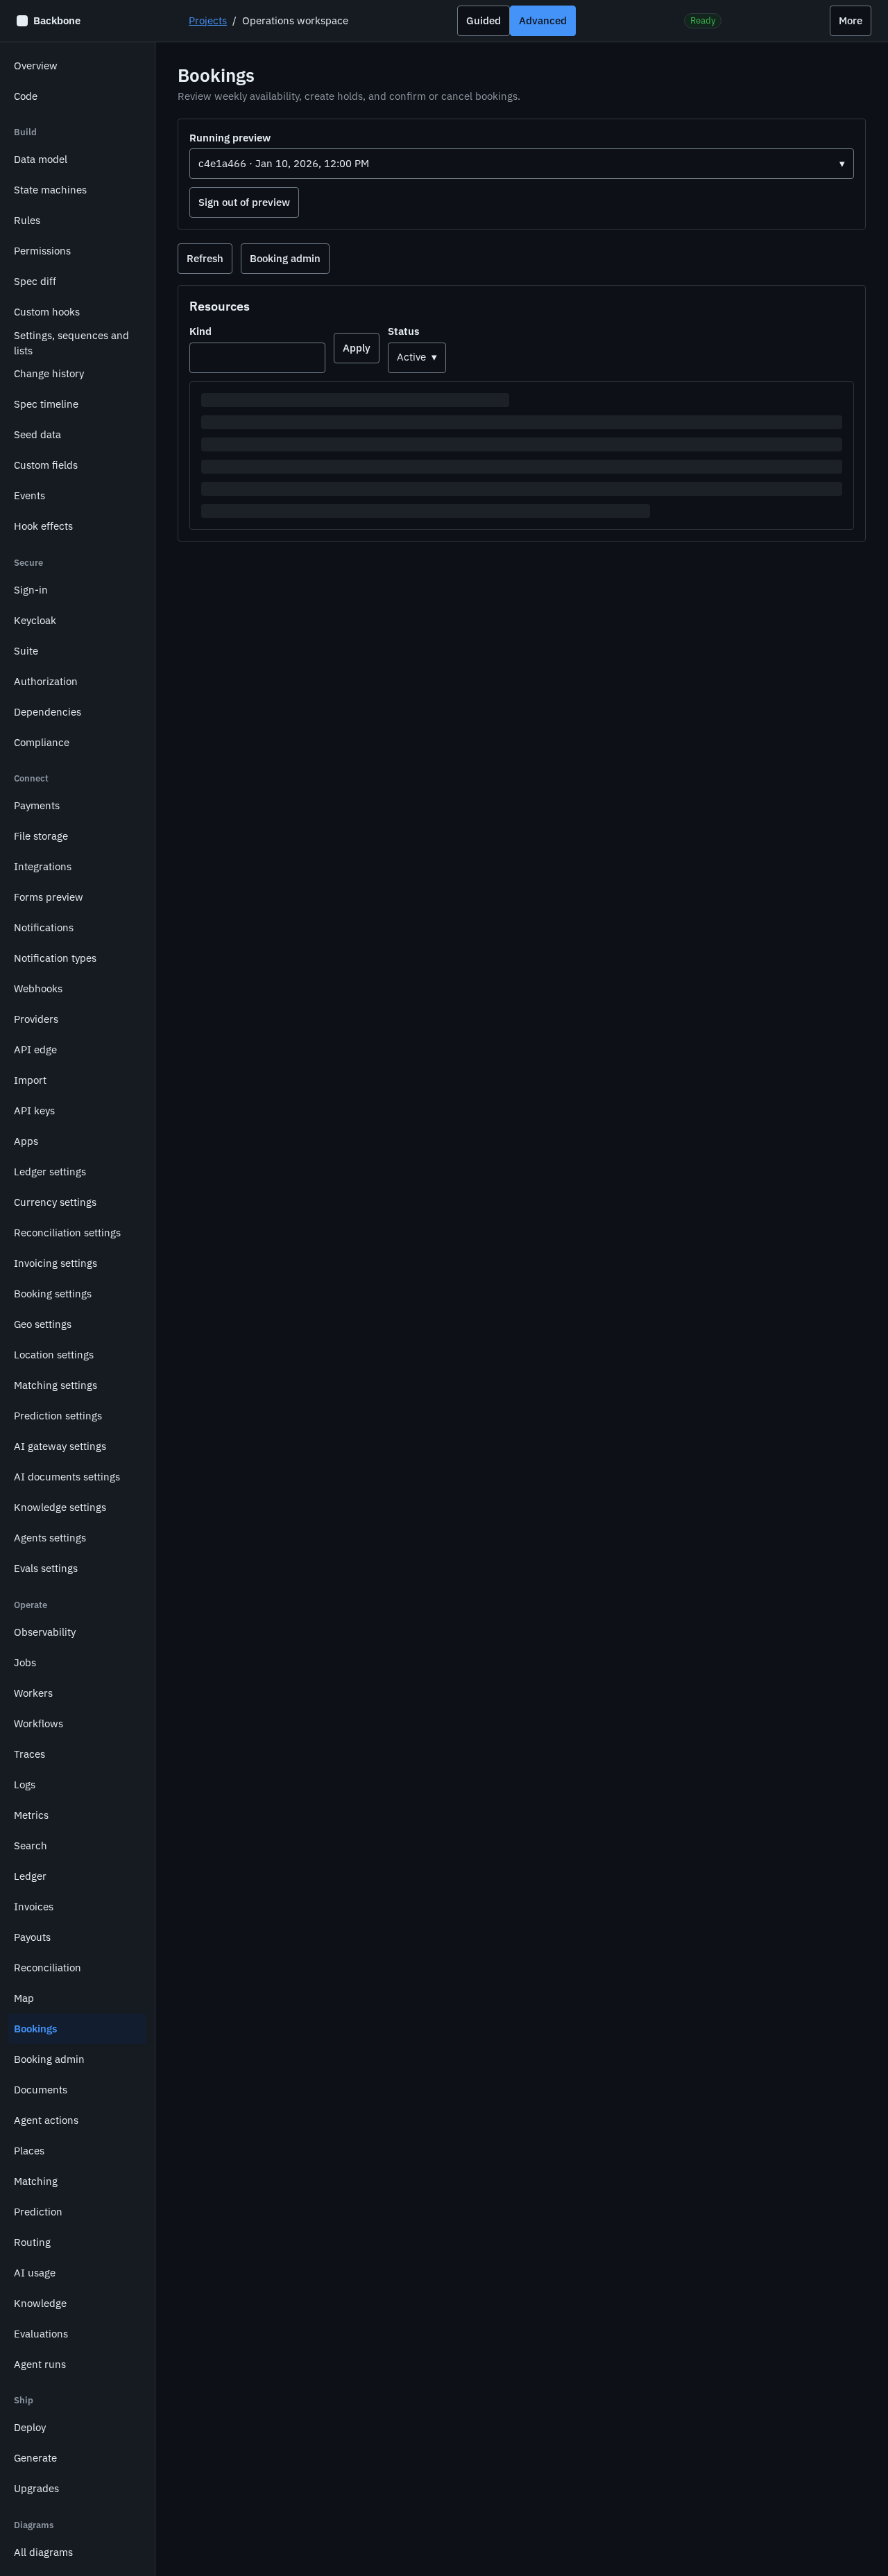 Backbone
Projects / Operations workspace
Guided
Advanced
Ready
More
Overview
Code
Build
Data model
State machines
Rules
Permissions
Spec diff
Custom hooks
Settings, sequences and
lists
Change history
Spec timeline
Seed data
Custom fields
Events
Hook effects
Secure
Sign-in
Keycloak
Suite
Authorization
Dependencies
Compliance
Connect
Payments
File storage
Integrations
Forms preview
Notifications
Notification types
Webhooks
Providers
API edge
Import
API keys
Apps
Ledger settings
Currency settings
Reconciliation settings
Invoicing settings
Booking settings
Geo settings
Location settings
Matching settings
Prediction settings
AI gateway settings
AI documents settings
Knowledge settings
Agents settings
Evals settings
Operate
Observability
Jobs
Workers
Workflows
Traces
Logs
Metrics
Search
Ledger
Invoices
Payouts
Reconciliation
Map
Bookings
Booking admin
Documents
Agent actions
Places
Matching
Prediction
Routing
AI usage
Knowledge
Evaluations
Agent runs
Ship
Deploy
Generate
Upgrades
Diagrams
All diagrams
Bookings
Review weekly availability, create holds, and confirm or cancel bookings.
Running preview
c4e1a466 · Jan 10, 2026, 12:00 PM
Sign out of preview
Refresh
Booking admin
Resources
Kind
Apply
Status
Active